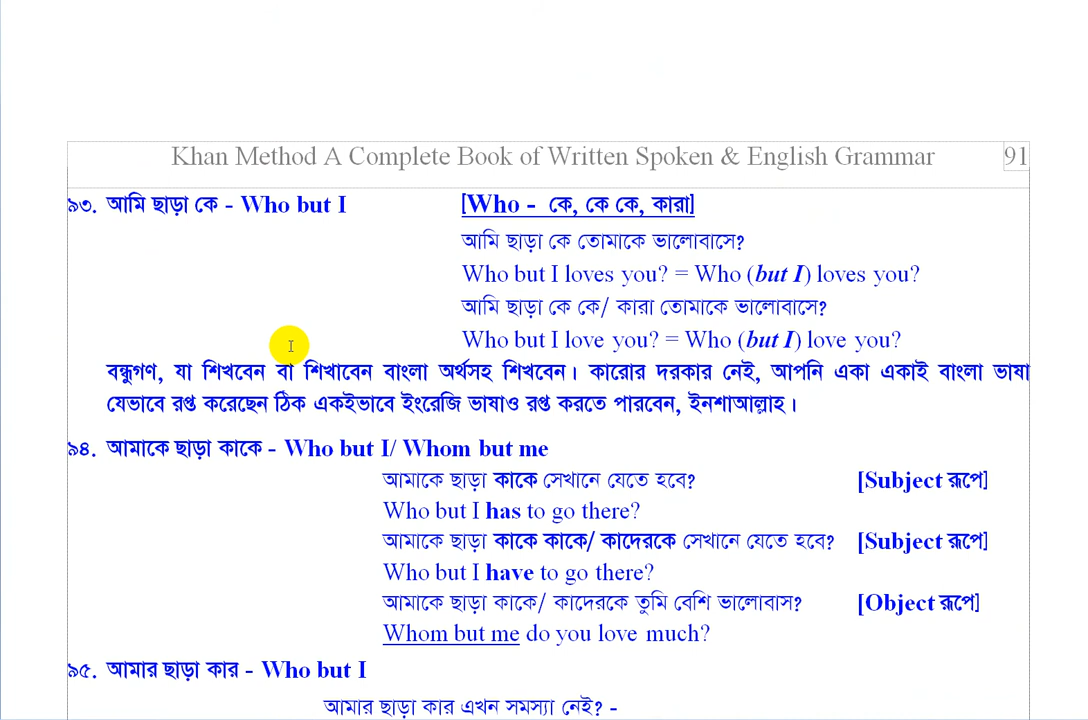 Khan Method A Complete Book of Written Spoken & English Grammar 91
৯৩. আমি ছাড়া কে - Who but I [Who - কে, কে কে, কারা]
আমি ছাড়া কে তোমাকে ভালোবাসে?
Who but I loves you? = Who (but I) loves you?
আমি ছাড়া কে কে/ কারা তোমাকে ভালোবাসে?
Who but I love you? = Who (but I) love you?
বন্ধুগণ, যা শিখবেন বা শিখাবেন বাংলা অর্থসহ শিখবেন। কারোর দরকার নেই, আপনি একা একাই বাংলা ভাষা
যেভাবে রপ্ত করেছেন ঠিক একইভাবে ইংরেজি ভাষাও রপ্ত করতে পারবেন, ইনশাআল্লাহ।
৯৪. আমাকে ছাড়া কাকে - Who but I/ Whom but me
আমাকে ছাড়া কাকে সেখানে যেতে হবে? [Subject রূপে]
Who but I has to go there?
আমাকে ছাড়া কাকে কাকে/ কাদেরকে সেখানে যেতে হবে? [Subject রূপে]
Who but I have to go there?
আমাকে ছাড়া কাকে/ কাদেরকে তুমি বেশি ভালোবাস? [Object রূপে]
Whom but me do you love much?
৯৫. আমার ছাড়া কার - Who but I
আমার ছাড়া কার এখন সমস্যা নেই? -